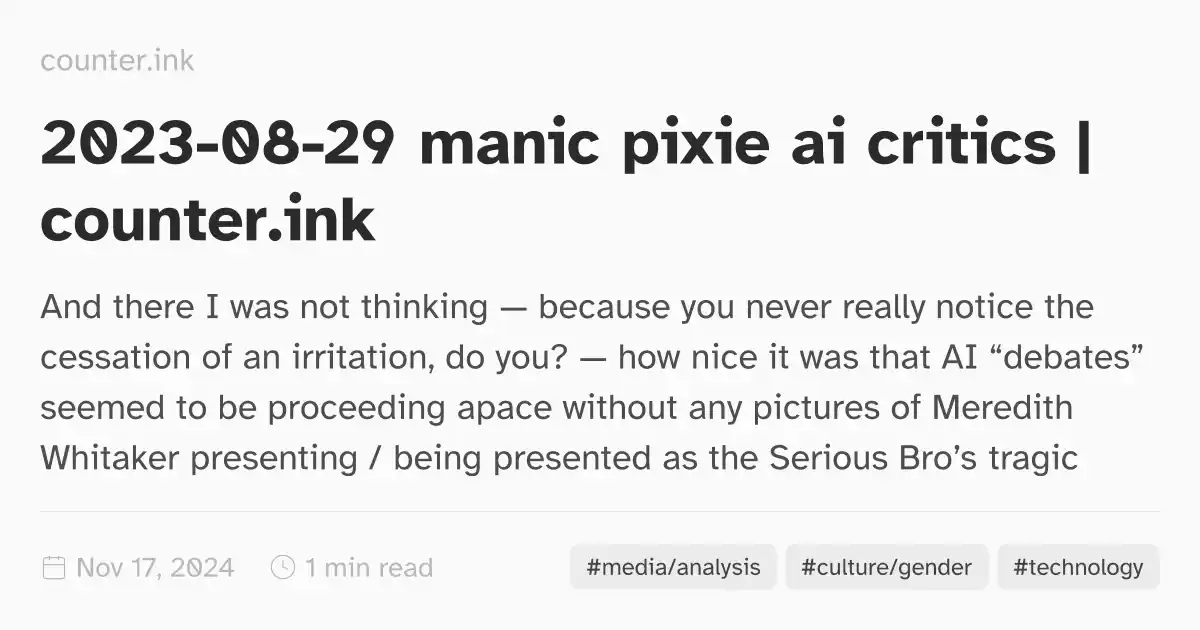 counter.ink
2023-08-29 manic pixie ai critics |
counter.ink
And there I was not thinking — because you never really notice the
cessation of an irritation, do you? — how nice it was that AI “debates”
seemed to be proceeding apace without any pictures of Meredith
Whitaker presenting / being presented as the Serious Bro’s tragic
Nov 17, 2024 1 min read #media/analysis #culture/gender #technology